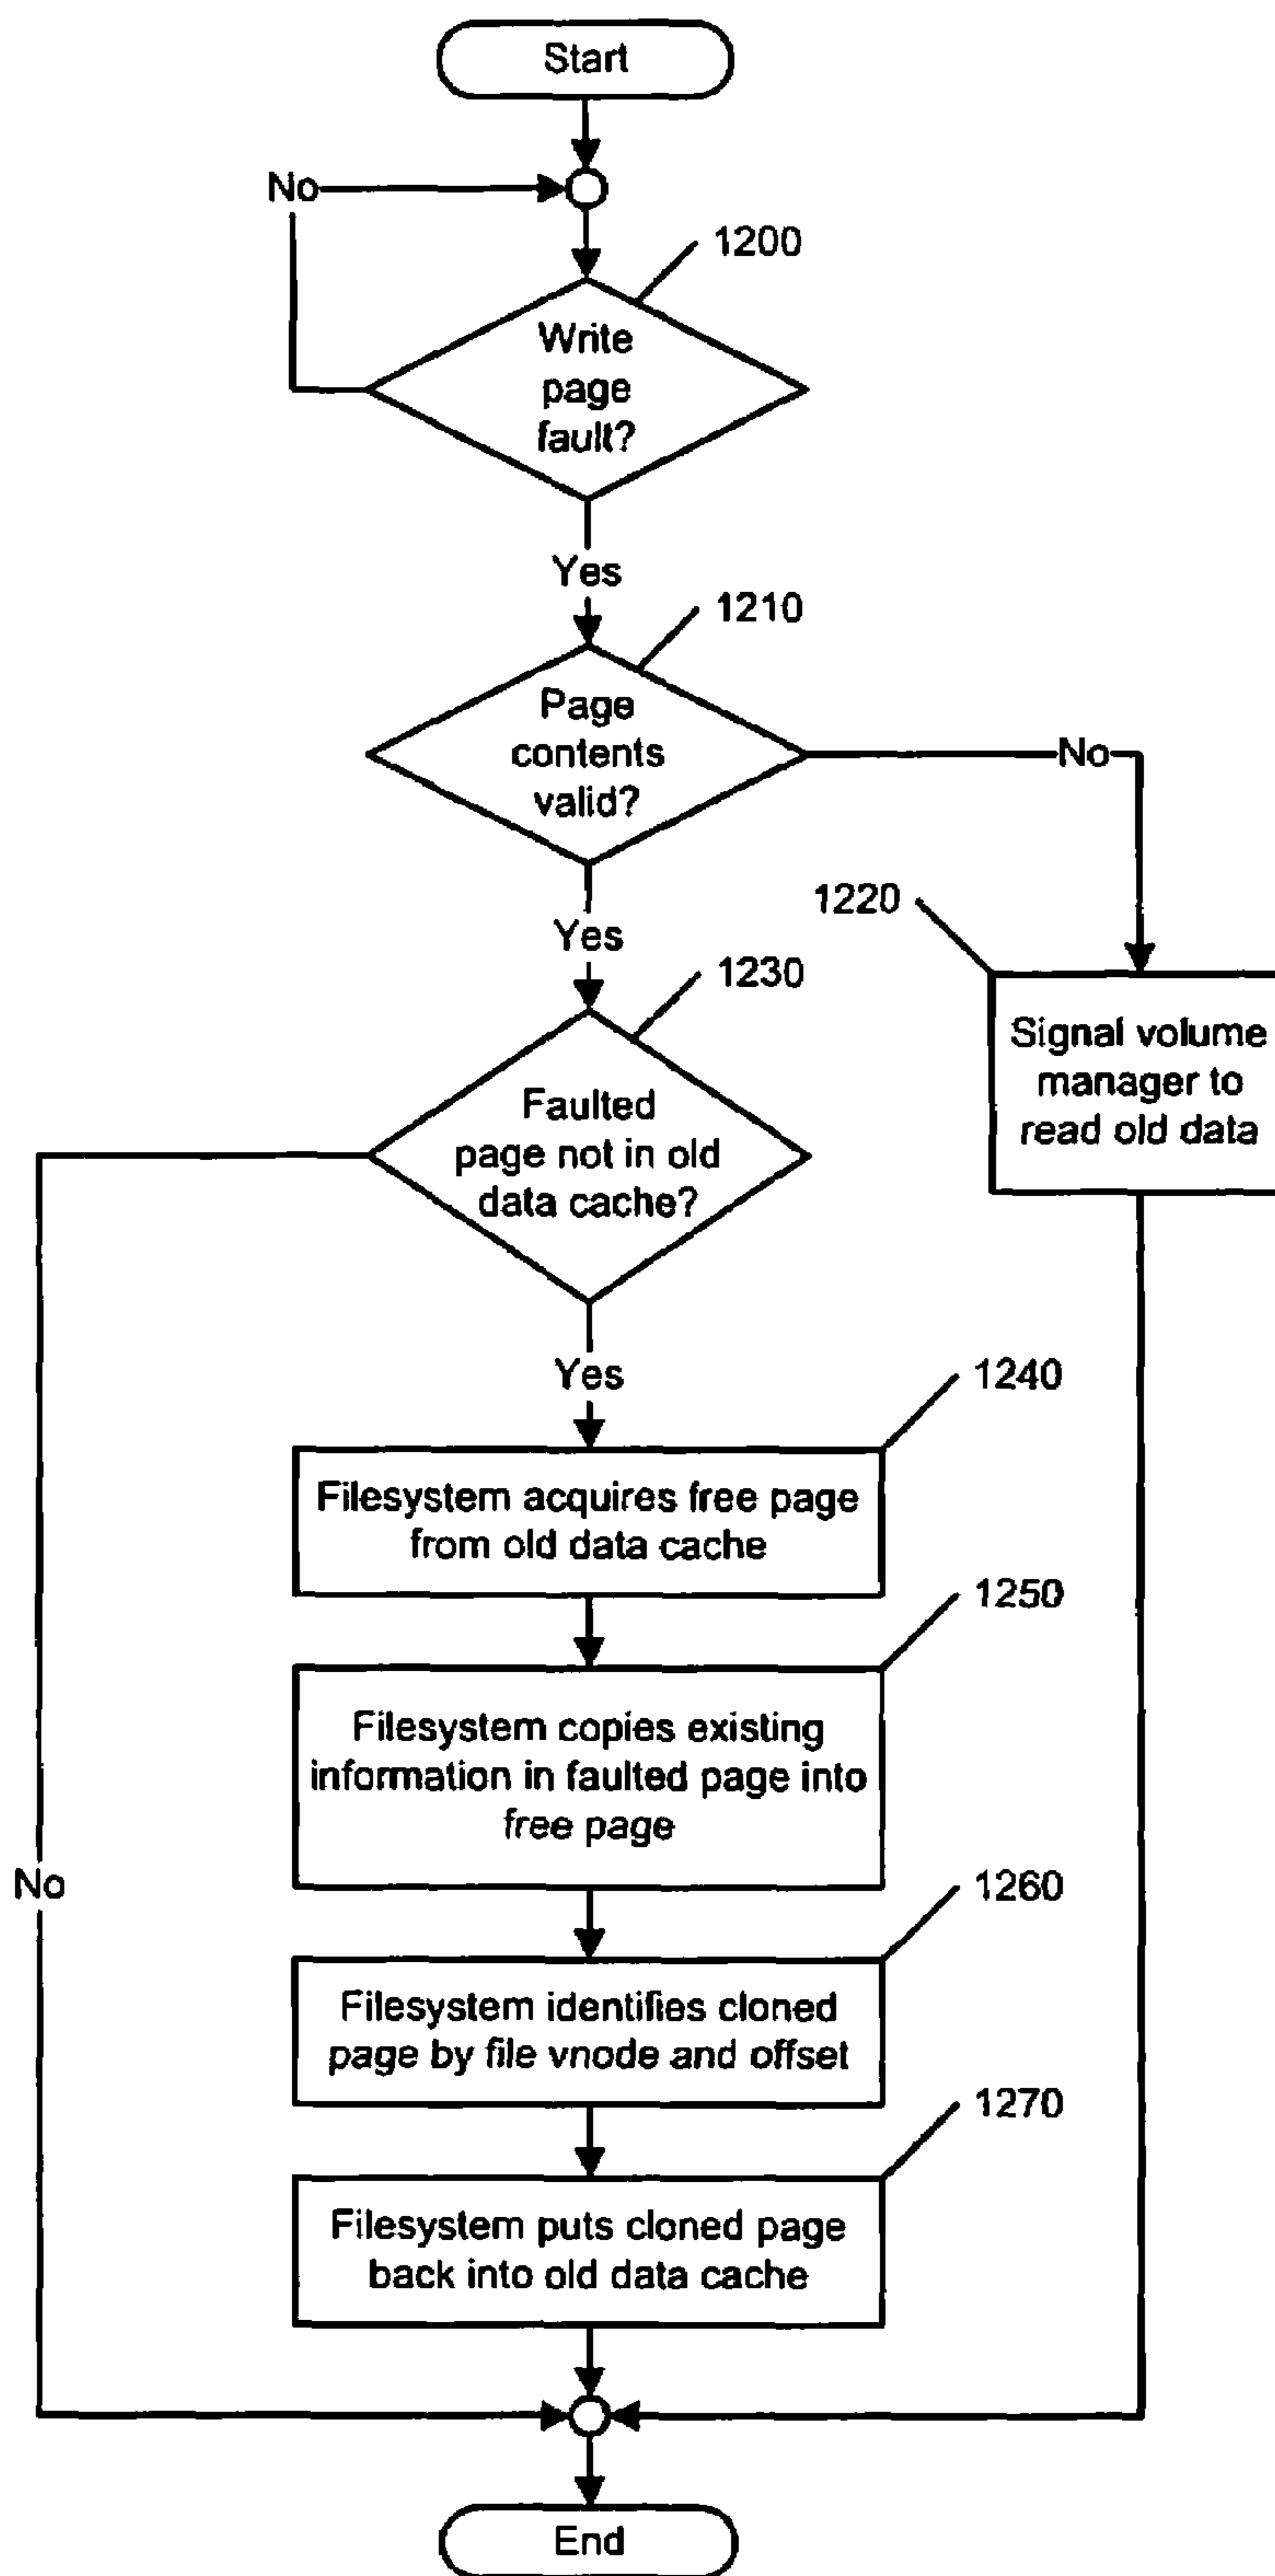 Start
No
1200
Write
page
fault?
Yes
1210
Page
contents
valid?
No
Yes
1220
1230
Signal volume
manager to
read old data
Faulted
page not in old
data cache?
Yes
1240
Filesystem acquires free page
from old data cache
1250
Filesystem copies existing
information in faulted page into
free page
No
1260
Filesystem identifies cloned
page by file vnode and offset
1270
Filesystem puts cloned page
back into old data cache
End